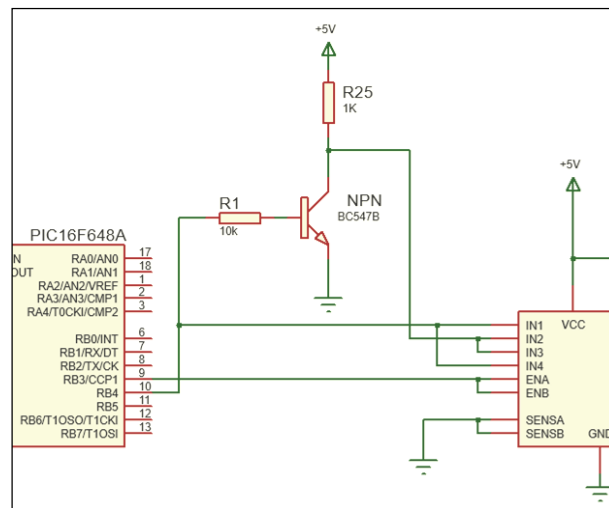 +5V
R25
1K
NPN
BC547B
R1
10k
+5V
PIC16F648A
N
OUT
RA0/AN0 17
RA1/AN1 18
RA2/AN2/VREF 1
RA3/AN3/CMP1 2
RA4/T0CKI/CMP2 3
RB0/INT 6
RB1/RX/DT 7
RB2/TX/CK 8
RB3/CCP1 9
RB4 10
RB5 11
RB6/T1OSO/T1CKI 12
RB7/T1OSI 13
VCC
IN1
IN2
IN3
IN4
ENA
ENB
SENSA
SENSB
GND